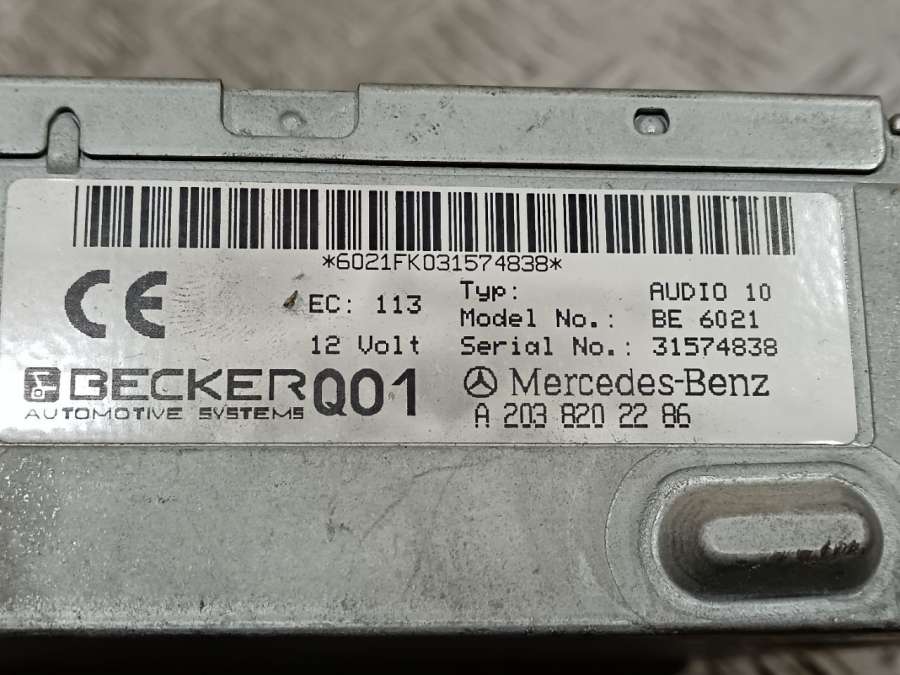 *6021FK031574838*
CE
EC: 113
12 Volt
Typ: AUDIO 10
Model No.: BE 6021
Serial No.: 31574838
BECKER
AUTOMOTIVE SYSTEMS
Q01
Mercedes-Benz
A 203 820 22 86